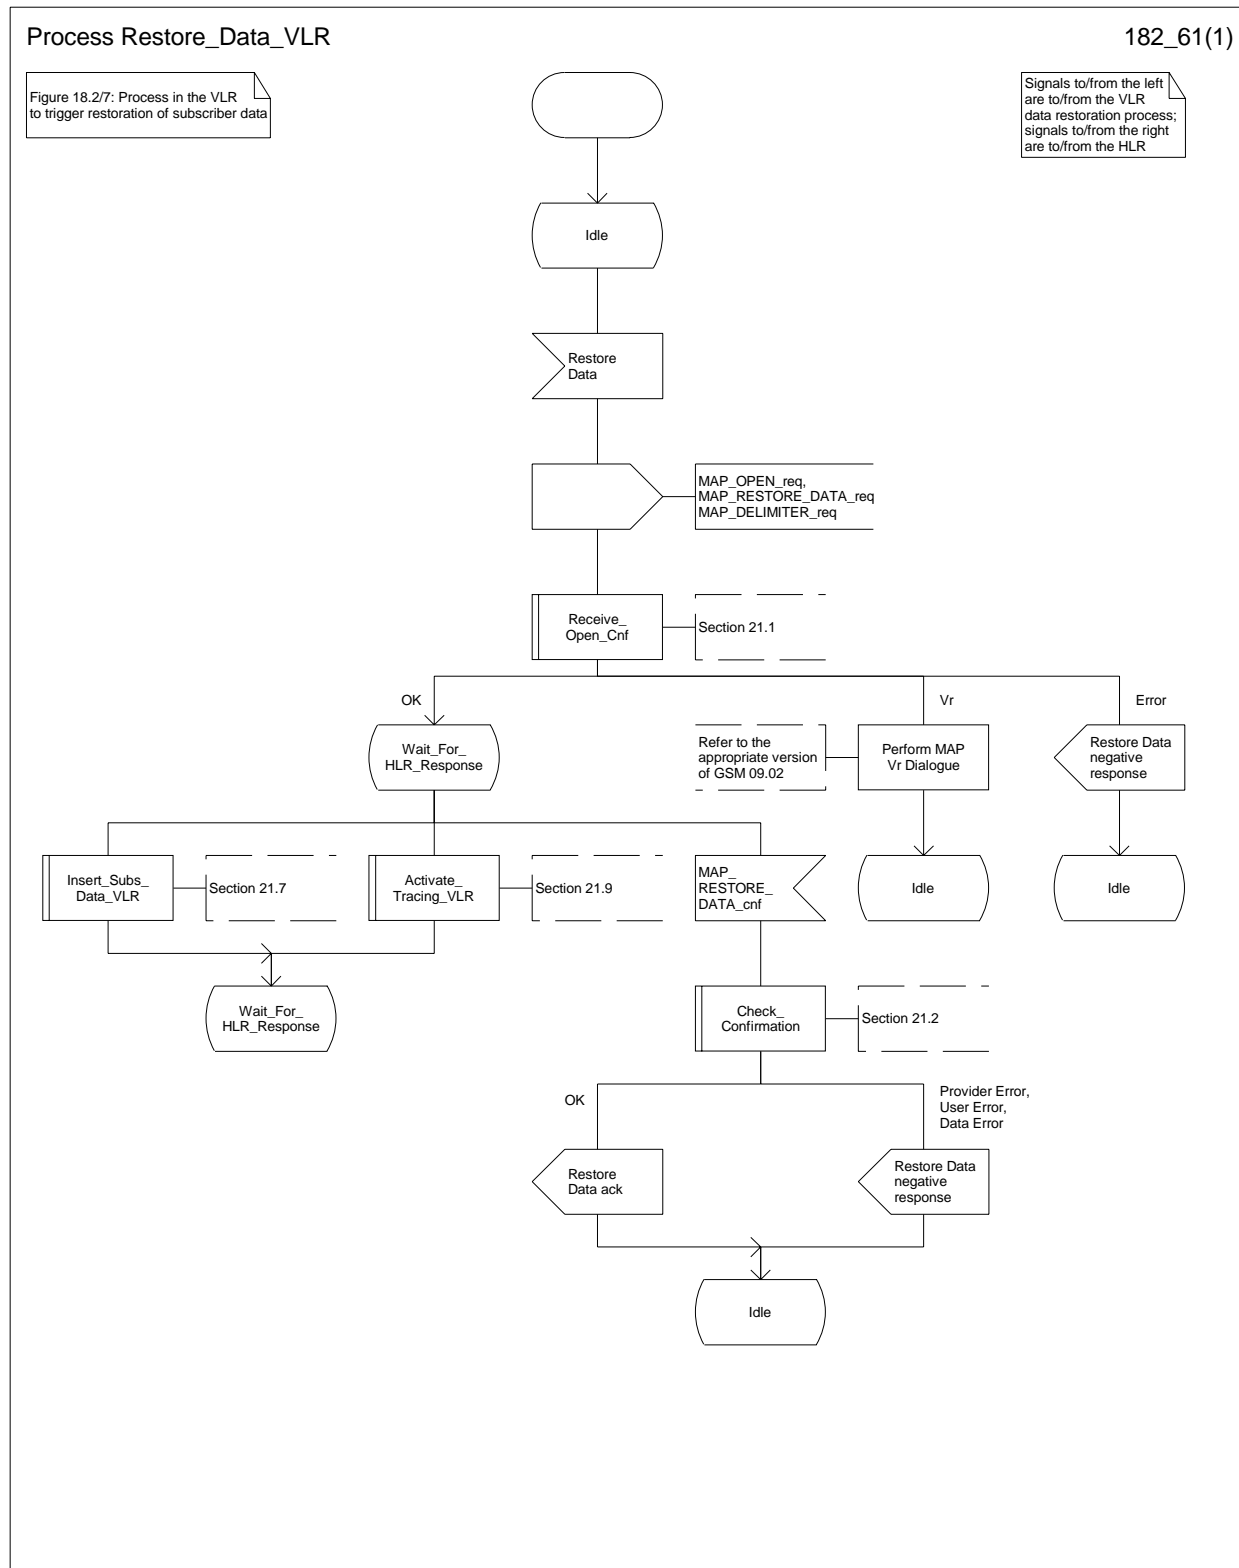 Process Restore_Data_VLR
182_61(1)
Figure 18.2/7: Process in the VLR
to trigger restoration of subscriber data
Signals to/from the left
are to/from the VLR
data restoration process;
signals to/from the right
are to/from the HLR
Idle
Restore
Data
MAP_OPEN_req,
MAP_RESTORE_DATA_req
MAP_DELIMITER_req
Receive_
Open_Cnf
Section 21.1
OK
Vr
Error
Wait_For_
HLR_Response
Refer to the
appropriate version
of GSM 09.02
Perform MAP
Vr Dialogue
Restore Data
negative
response
Insert_Subs_
Data_VLR
Section 21.7
Activate_
Tracing_VLR
Section 21.9
MAP_
RESTORE_
DATA_cnf
Idle
Idle
Wait_For_
HLR_Response
Check_
Confirmation
Section 21.2
OK
Provider Error,
User Error,
Data Error
Restore
Data ack
Restore Data
negative
response
Idle